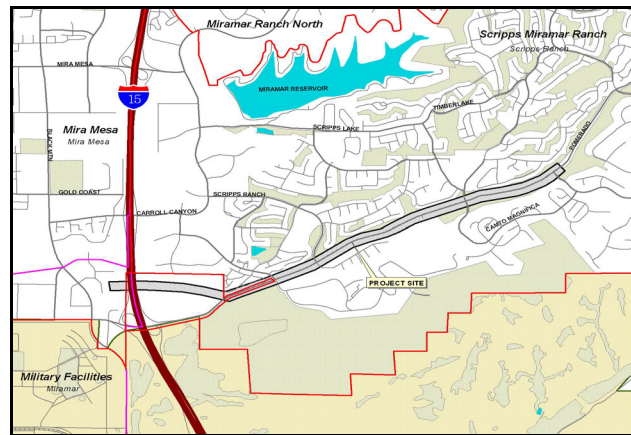 Miramar Ranch North
Scripps Miramar Ranch
Scripps Ranch
MIRA MESA
MIRAMAR RESERVOIR
15
TIMBERLAKE
Mira Mesa
Mira Mesa
BLACK MTN
SCRIPPS LAKE
POMERADO
GOLD COAST
SCRIPPS RANCH
CARROLL CANYON
CAMTO MAGNIFICA
PROJECT SITE
Military Facilities
Miramar